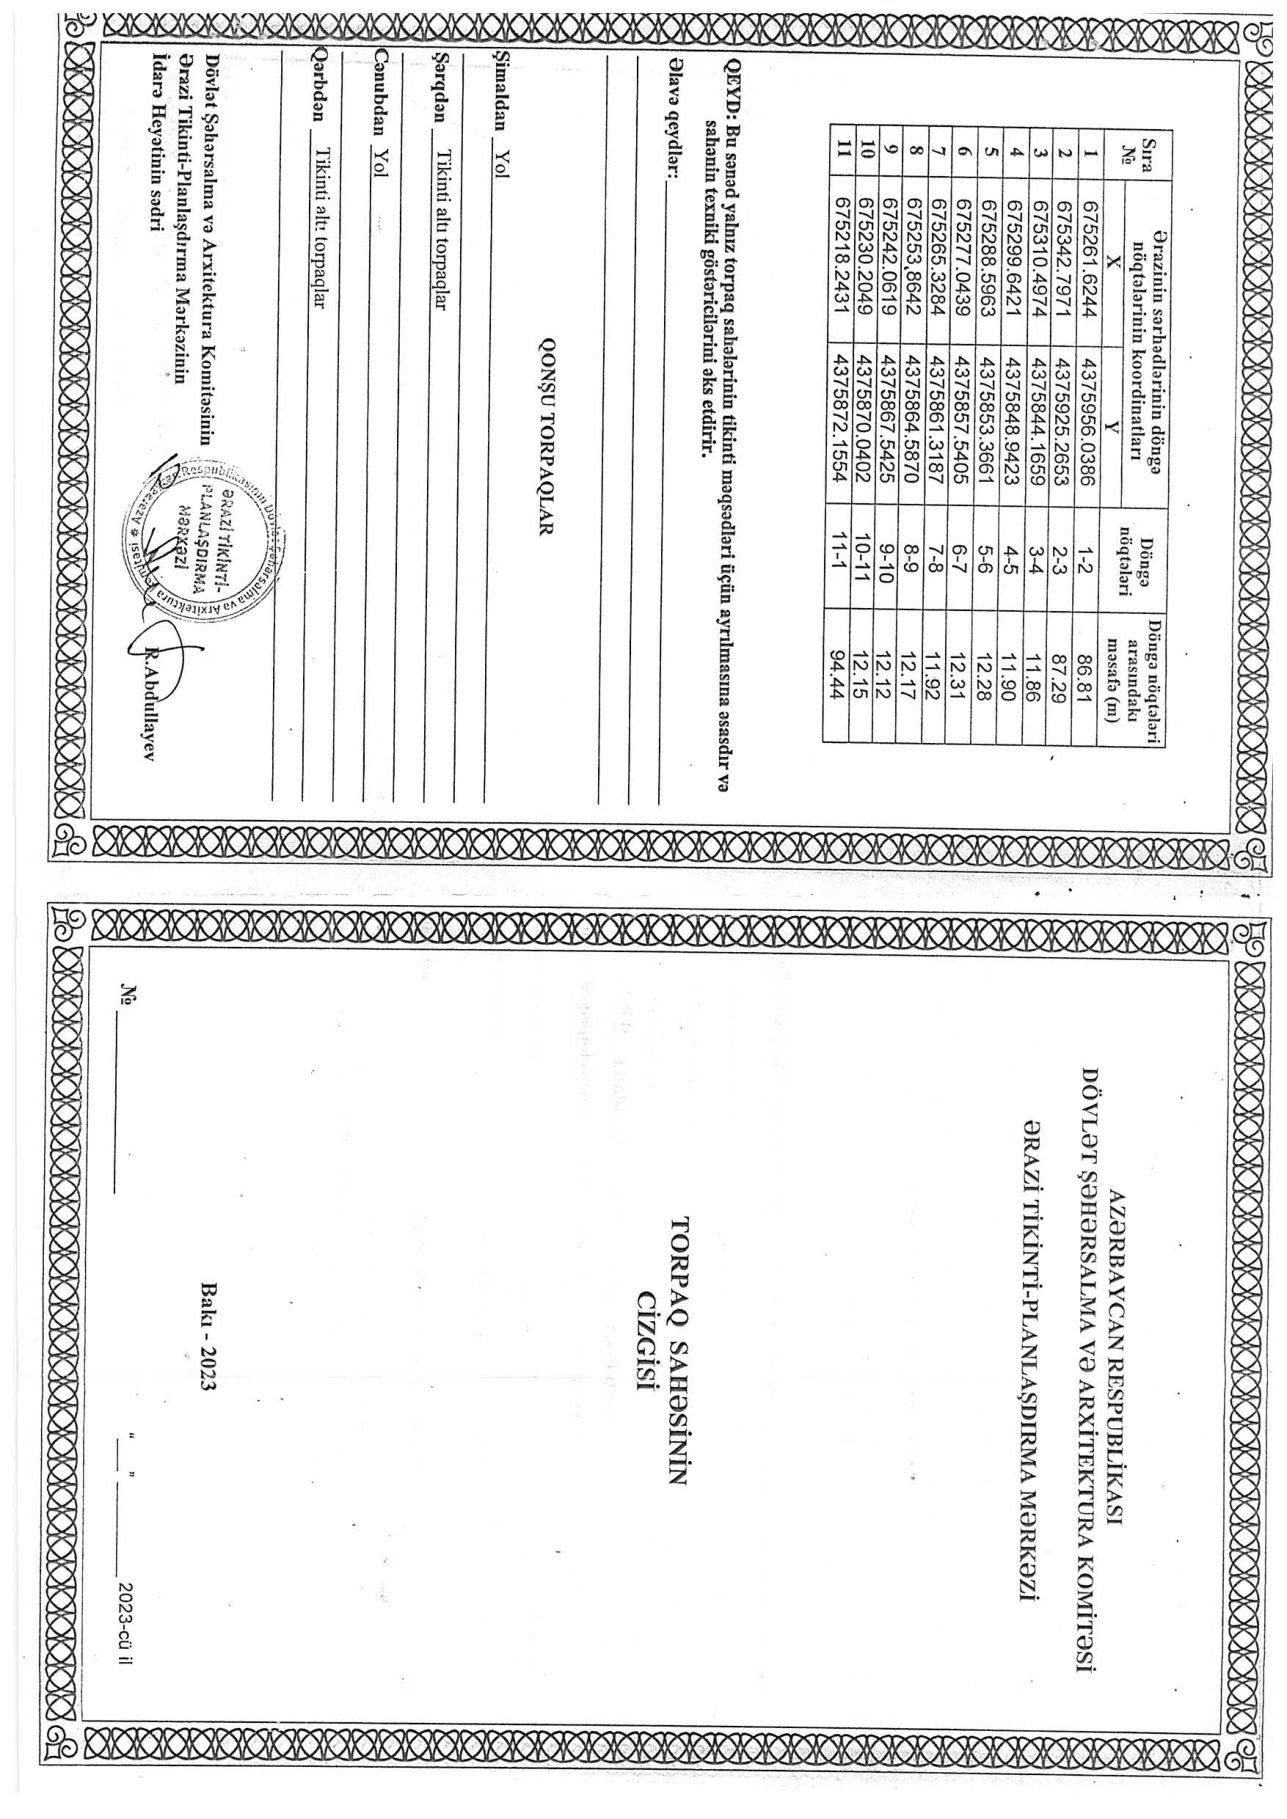 Sıra
№
Ərazinin sərhədlərinin döngə
nöqtələrinin koordinatları
X Y
Döngə
nöqtələri
Döngə nöqtələri
arasındakı
məsafə (m)
1 675261.6244 4375956.0386 1-2 86.81
2 675342.7971 4375925.2653 2-3 87.29
3 675310.4974 4375844.1659 3-4 11.86
4 675299.6421 4375848.9423 4-5 11.90
5 675288.5963 4375853.3661 5-6 12.28
6 675277.0439 4375857.5405 6-7 12.31
7 675265.3284 4375861.3187 7-8 11.92
8 675253.8642 4375864.5870 8-9 12.17
9 675242.0619 4375867.5425 9-10 12.12
10 675230.2049 4375870.0402 10-11 12.15
11 675218.2431 4375872.1554 11-1 94.44
QEYD: Bu sənəd yalnız torpaq sahələrinin tikinti məqsədləri üçün ayrılmasına əsasdır və
sahənin texniki göstəricilərini əks etdirir.
Əlavə qeydlər:
QONŞU TORPAQLAR
Şimaldan Yol
Şərqdən Tikinti altı torpaqlar
Cənubdan Yol
Qərbdən Tikinti altı torpaqlar
Dövlət Şəhərsalma və Arxitektura Komitəsinin
Ərazi Tikinti-Planlaşdırma Mərkəzinin
İdarə Heyətinin sədri
R.Abdullayev
Azərbaycan Respublikasının Dövlət Şəhərsalma və Arxitektura Komitəsi
ƏRAZİ TİKİNTİ-
PLANLAŞDIRMA
MƏRKƏZİ
AZƏRBAYCAN RESPUBLİKASI
DÖVLƏT ŞƏHƏRSALMA VƏ ARXİTEKTURA KOMİTƏSİ
ƏRAZİ TİKİNTİ-PLANLAŞDIRMA MƏRKƏZİ
TORPAQ SAHƏSİNİN
CİZGİSİ
Bakı - 2023
№ “ ” 2023-cü il